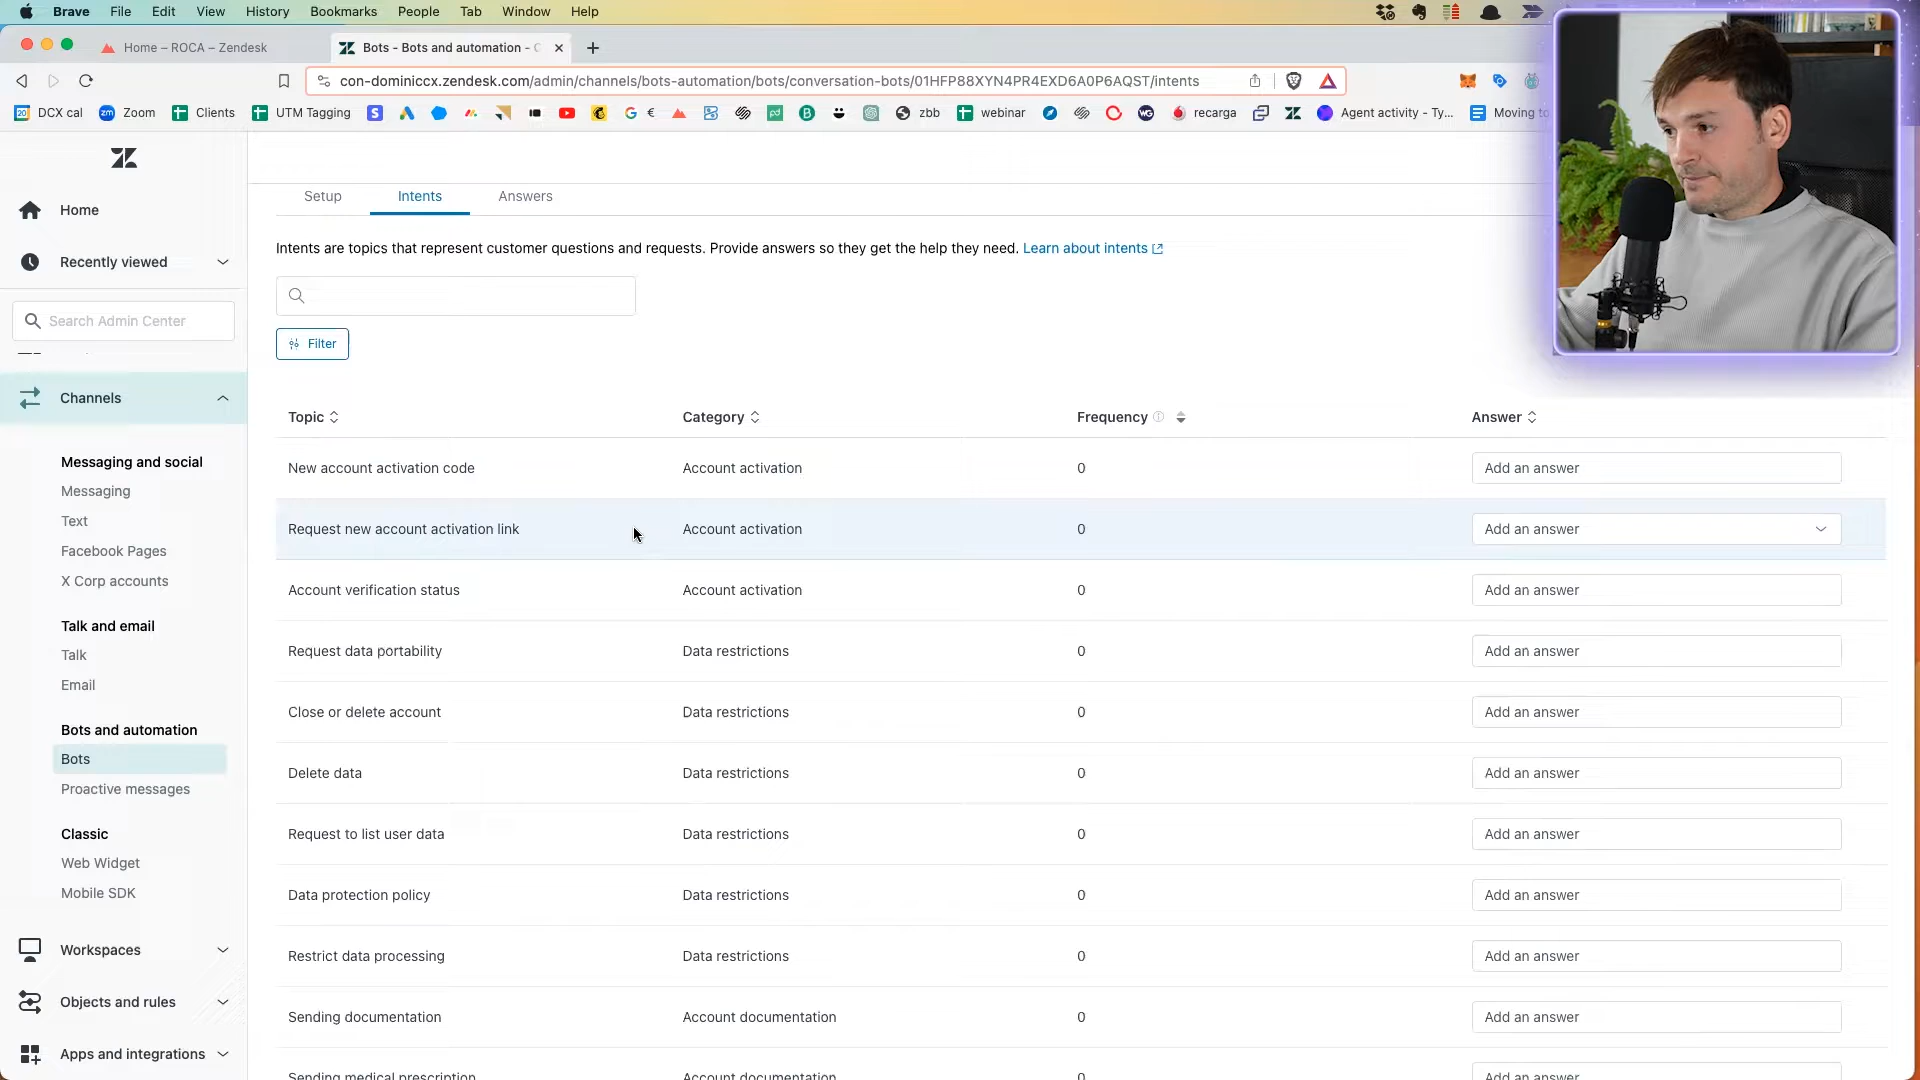 Brave File Edit View History Bookmarks People Tab Window Help
Home – ROCA – Zendesk
Bots - Bots and automation -
con-dominiccx.zendesk.com/admin/channels/bots-automation/bots/conversation-bots/01HFP88XYN4PR4EXD6A0P6AQST/intents
DCX cal Zoom Clients UTM Tagging € zbb webinar recarga Agent activity - Ty... Moving to
Home
Recently viewed
Search Admin Center
Channels
Messaging and social
Messaging
Text
Facebook Pages
X Corp accounts
Talk and email
Talk
Email
Bots and automation
Bots
Proactive messages
Classic
Web Widget
Mobile SDK
Workspaces
Objects and rules
Apps and integrations
Setup Intents Answers
Intents are topics that represent customer questions and requests. Provide answers so they get the help they need. Learn about intents
Filter
Topic Category Frequency Answer
New account activation code Account activation 0 Add an answer
Request new account activation link Account activation 0 Add an answer
Account verification status Account activation 0 Add an answer
Request data portability Data restrictions 0 Add an answer
Close or delete account Data restrictions 0 Add an answer
Delete data Data restrictions 0 Add an answer
Request to list user data Data restrictions 0 Add an answer
Data protection policy Data restrictions 0 Add an answer
Restrict data processing Data restrictions 0 Add an answer
Sending documentation Account documentation 0 Add an answer
Sending medical prescription Account documentation 0 Add an answer